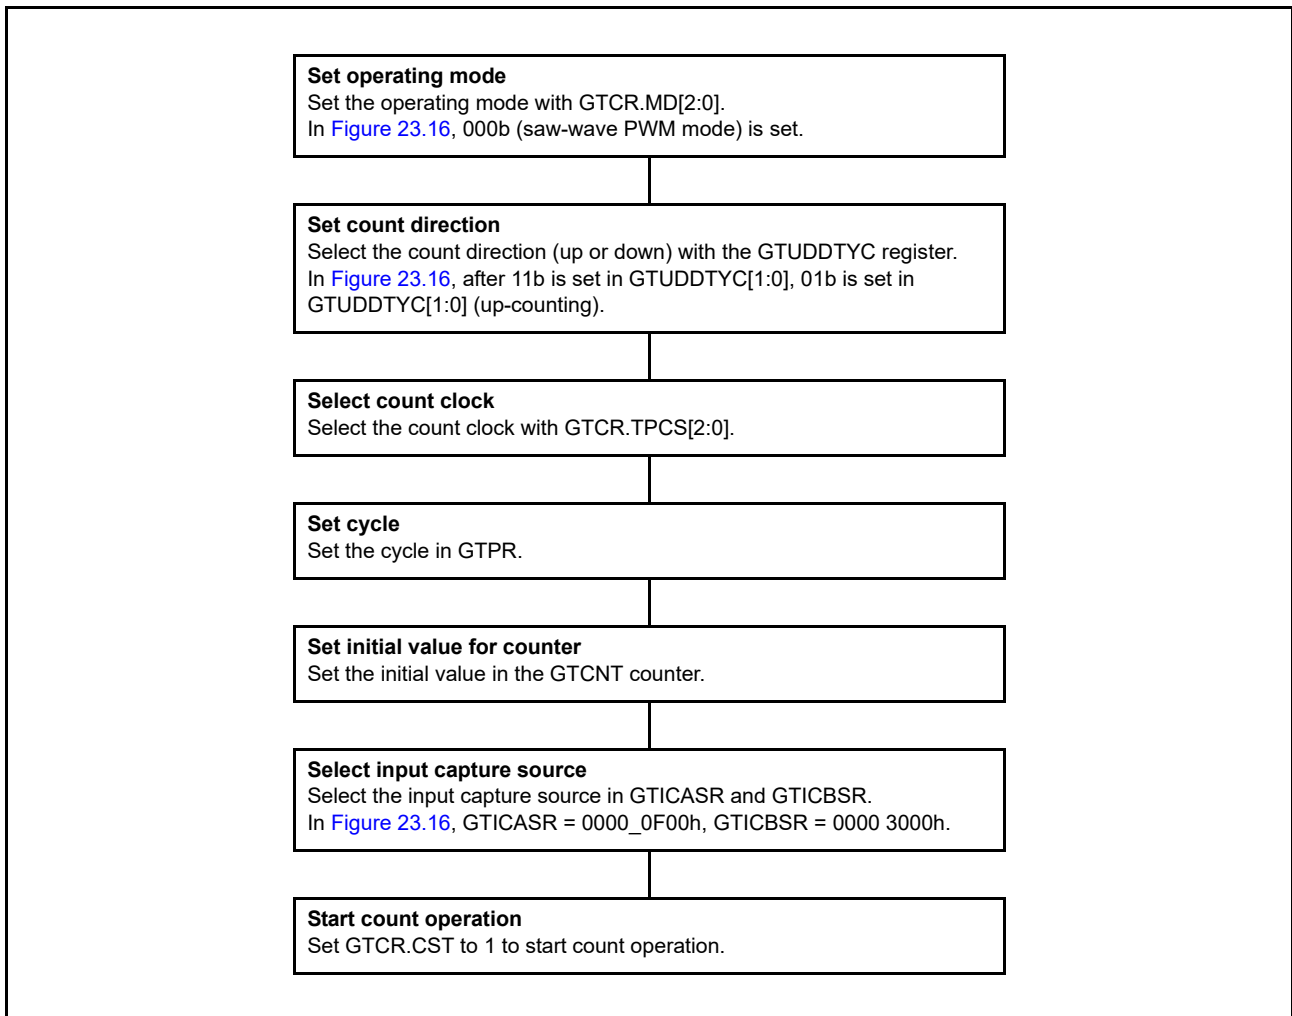 Set operating mode
Set the operating mode with GTCR.MD[2:0].
In Figure 23.16, 000b (saw-wave PWM mode) is set.
Set count direction
Select the count direction (up or down) with the GTUDDTYC register.
In Figure 23.16, after 11b is set in GTUDDTYC[1:0], 01b is set in
GTUDDTYC[1:0] (up-counting).
Select count clock
Select the count clock with GTCR.TPCS[2:0].
Set cycle
Set the cycle in GTPR.
Set initial value for counter
Set the initial value in the GTCNT counter.
Select input capture source
Select the input capture source in GTICASR and GTICBSR.
In Figure 23.16, GTICASR = 0000_0F00h, GTICBSR = 0000 3000h.
Start count operation
Set GTCR.CST to 1 to start count operation.